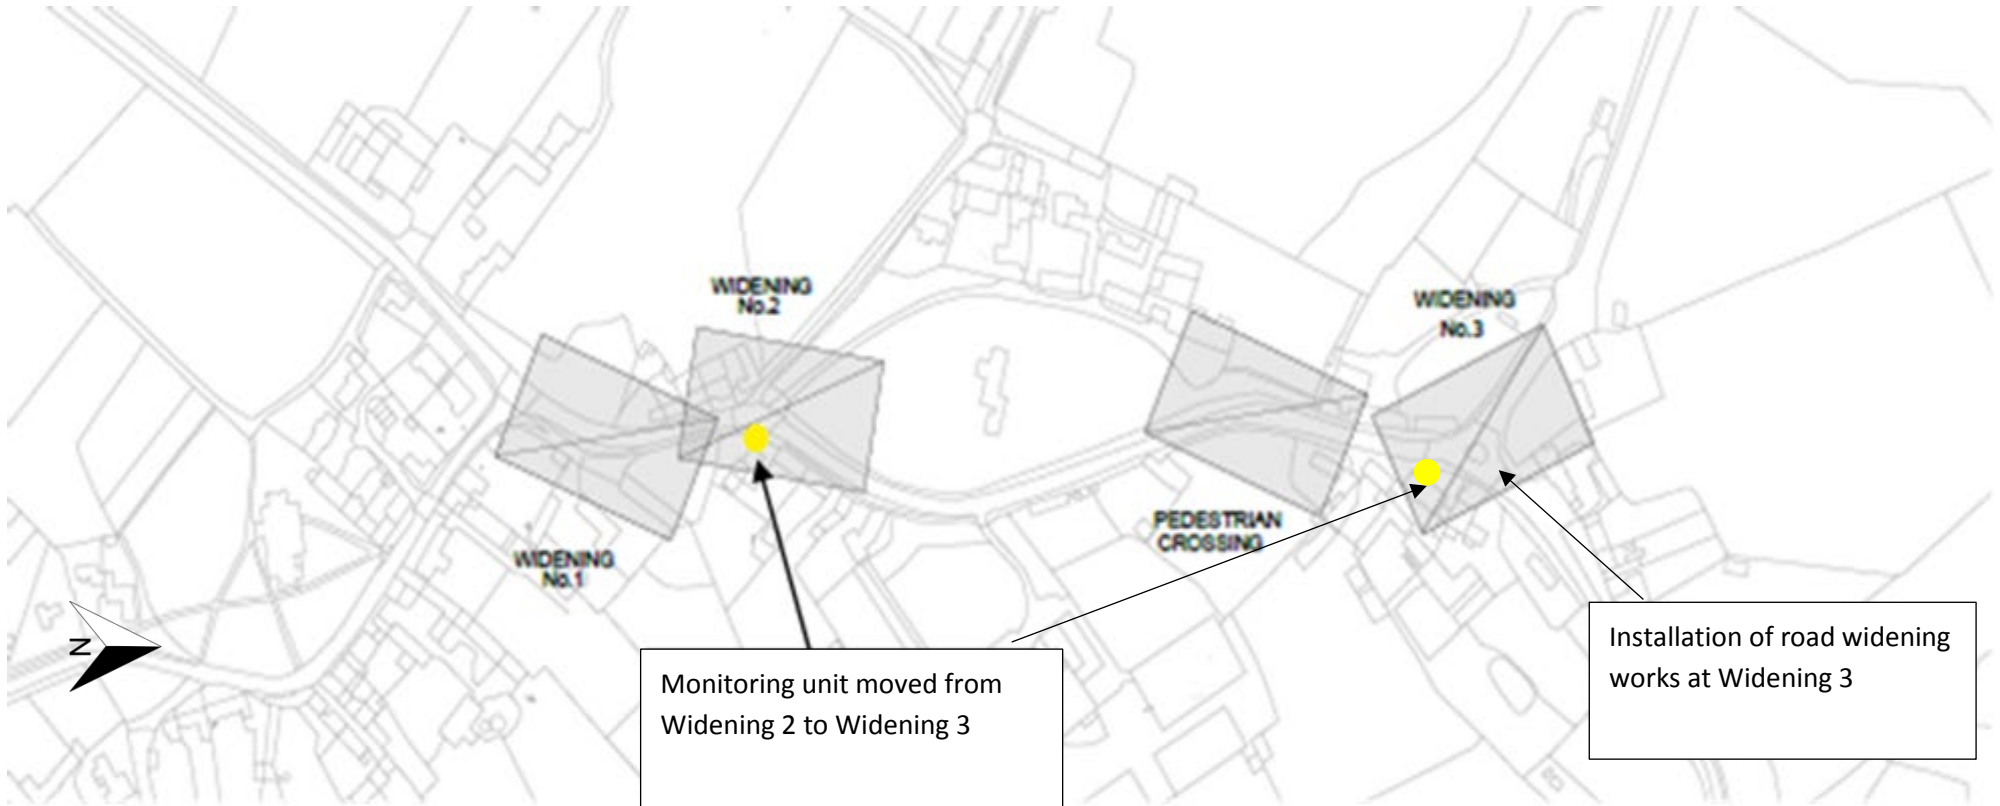 WIDENING
No.2
WIDENING
No.3
PEDESTRIAN
CROSSING
WIDENING
No.1
N
Installation of road widening
works at Widening 3
Monitoring unit moved from
Widening 2 to Widening 3